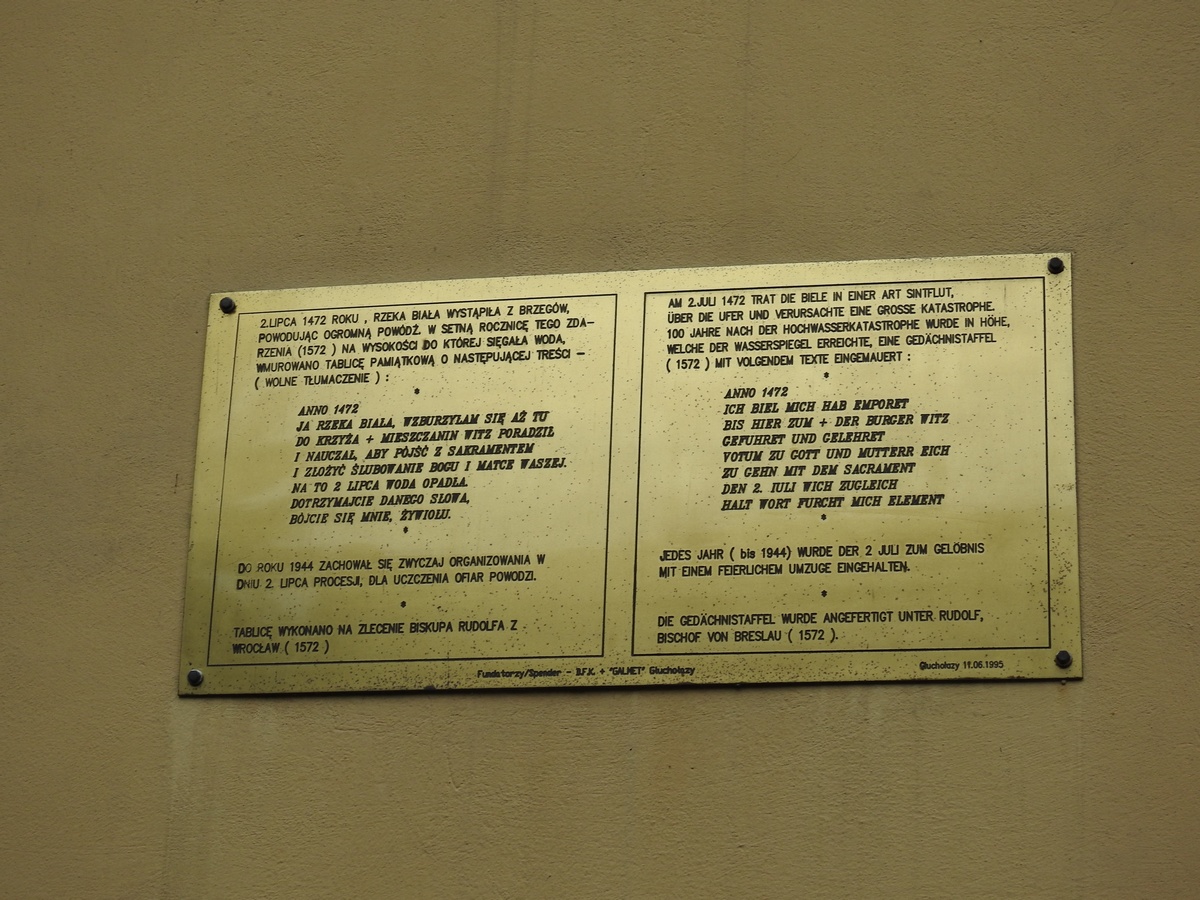 2.LIPCA 1472 ROKU , RZEKA BIAŁA WYSTĄPIŁA Z BRZEGÓW,
POWODUJĄC OGROMNĄ POWÓDŹ. W SETNĄ ROCZNICĘ TEGO ZDA–
RZENIA (1572 ) NA WYSOKOŚCI DO KTÓREJ SIĘGAŁA WODA,
WMUROWANO TABLICĘ PAMIĄTKOWĄ O NASTĘPUJĄCEJ TREŚCI –
( WOLNE TŁUMACZENIE ) :
*
ANNO 1472
JA RZEKA BIAŁA, WZBURZYŁAM SIĘ AŻ TU
DO KRZYŻA + MIESZCZANIN WITZ PORADZIŁ
I NAUCZAŁ, ABY PÓJŚĆ Z SAKRAMENTEM
I ZŁOŻYĆ ŚLUBOWANIE BOGU I MATCE WASZEJ.
NA TO 2 LIPCA WODA OPADŁA.
DOTRZYMAJCIE DANEGO SŁOWA,
BÓJCIE SIĘ MNIE, ŻYWIOŁU.
*
DO ROKU 1944 ZACHOWAŁ SIĘ ZWYCZAJ ORGANIZOWANIA W
DNIU 2. LIPCA PROCESJI, DLA UCZCZENIA OFIAR POWODZI.
*
TABLICĘ WYKONANO NA ZLECENIE BISKUPA RUDOLFA Z
WROCŁAW ( 1572 )
AM 2.JULI 1472 TRAT DIE BIELE IN EINER ART SINTFLUT,
ÜBER DIE UFER UND VERURSACHTE EINE GROSSE KATASTROPHE.
100 JAHRE NACH DER HOCHWASSERKATASTROPHE WURDE IN HÖHE,
WELCHE DER WASSERSPIEGEL ERREICHTE, EINE GEDÄCHNISTAFFEL
( 1572 ) MIT VOLGENDEM TEXTE EINGEMAUERT :
*
ANNO 1472
ICH BIEL MICH HAB EMPORET
BIS HIER ZUM + DER BURGER WITZ
GEFUHRET UND GELEHRET
VOTUM ZU GOTT UND MUTTERR EICH
ZU GEHN MIT DEM SACRAMENT
DEN 2. IULI WICH ZUGLEICH
HALT WORT FURCHT MICH ELEMENT
*
JEDES JAHR ( bis 1944) WURDE DER 2 JULI ZUM GELÖBNIS
MIT EINEM FEIERLICHEM UMZUGE EINGEHALTEN.
*
DIE GEDÄCHNISTAFFEL WURDE ANGEFERTIGT UNTER RUDOLF,
BISCHOF VON BRESLAU ( 1572 ).
Fundatorzy/Spender – B.F.K. + "GALMET" Głuchołazy
Głuchołazy 11.06.1995